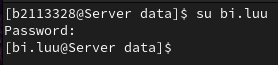 [b2113328@Server data]$ su bi.luu
Password:
[bi.luu@Server data]$